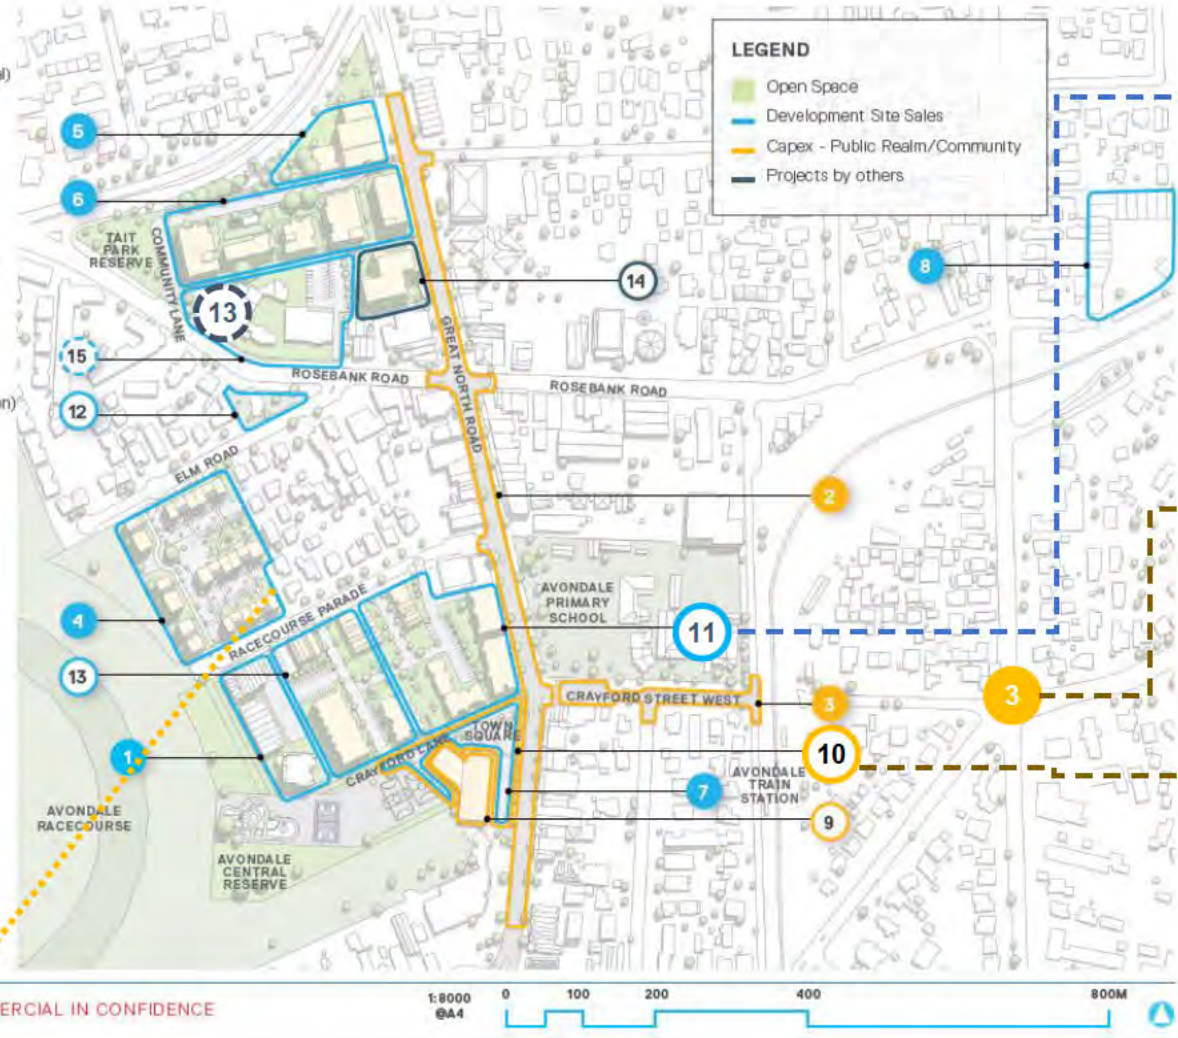 LEGEND
Open Space
Development Site Sales
Capex - Public Realm/Community
Projects by others
5
6
TAIT
PARK
RESERVE
COMMUNITY LANE
13
14
8
15
12
GREAT NORTH ROAD
ROSEBANK ROAD
ROSEBANK ROAD
ELM ROAD
2
4
RACECOURSE PARADE
AVONDALE
PRIMARY
SCHOOL
11
13
CRAYFORD STREET WEST
3
3
1
CRAYFORD LANE
TOWN
SQUARE
10
AVONDALE
TRAIN
STATION
7
9
AVONDALE
RACECOURSE
AVONDALE
CENTRAL
RESERVE
ERCIAL IN CONFIDENCE
1:8000
@A4
0 100 200 400 800M